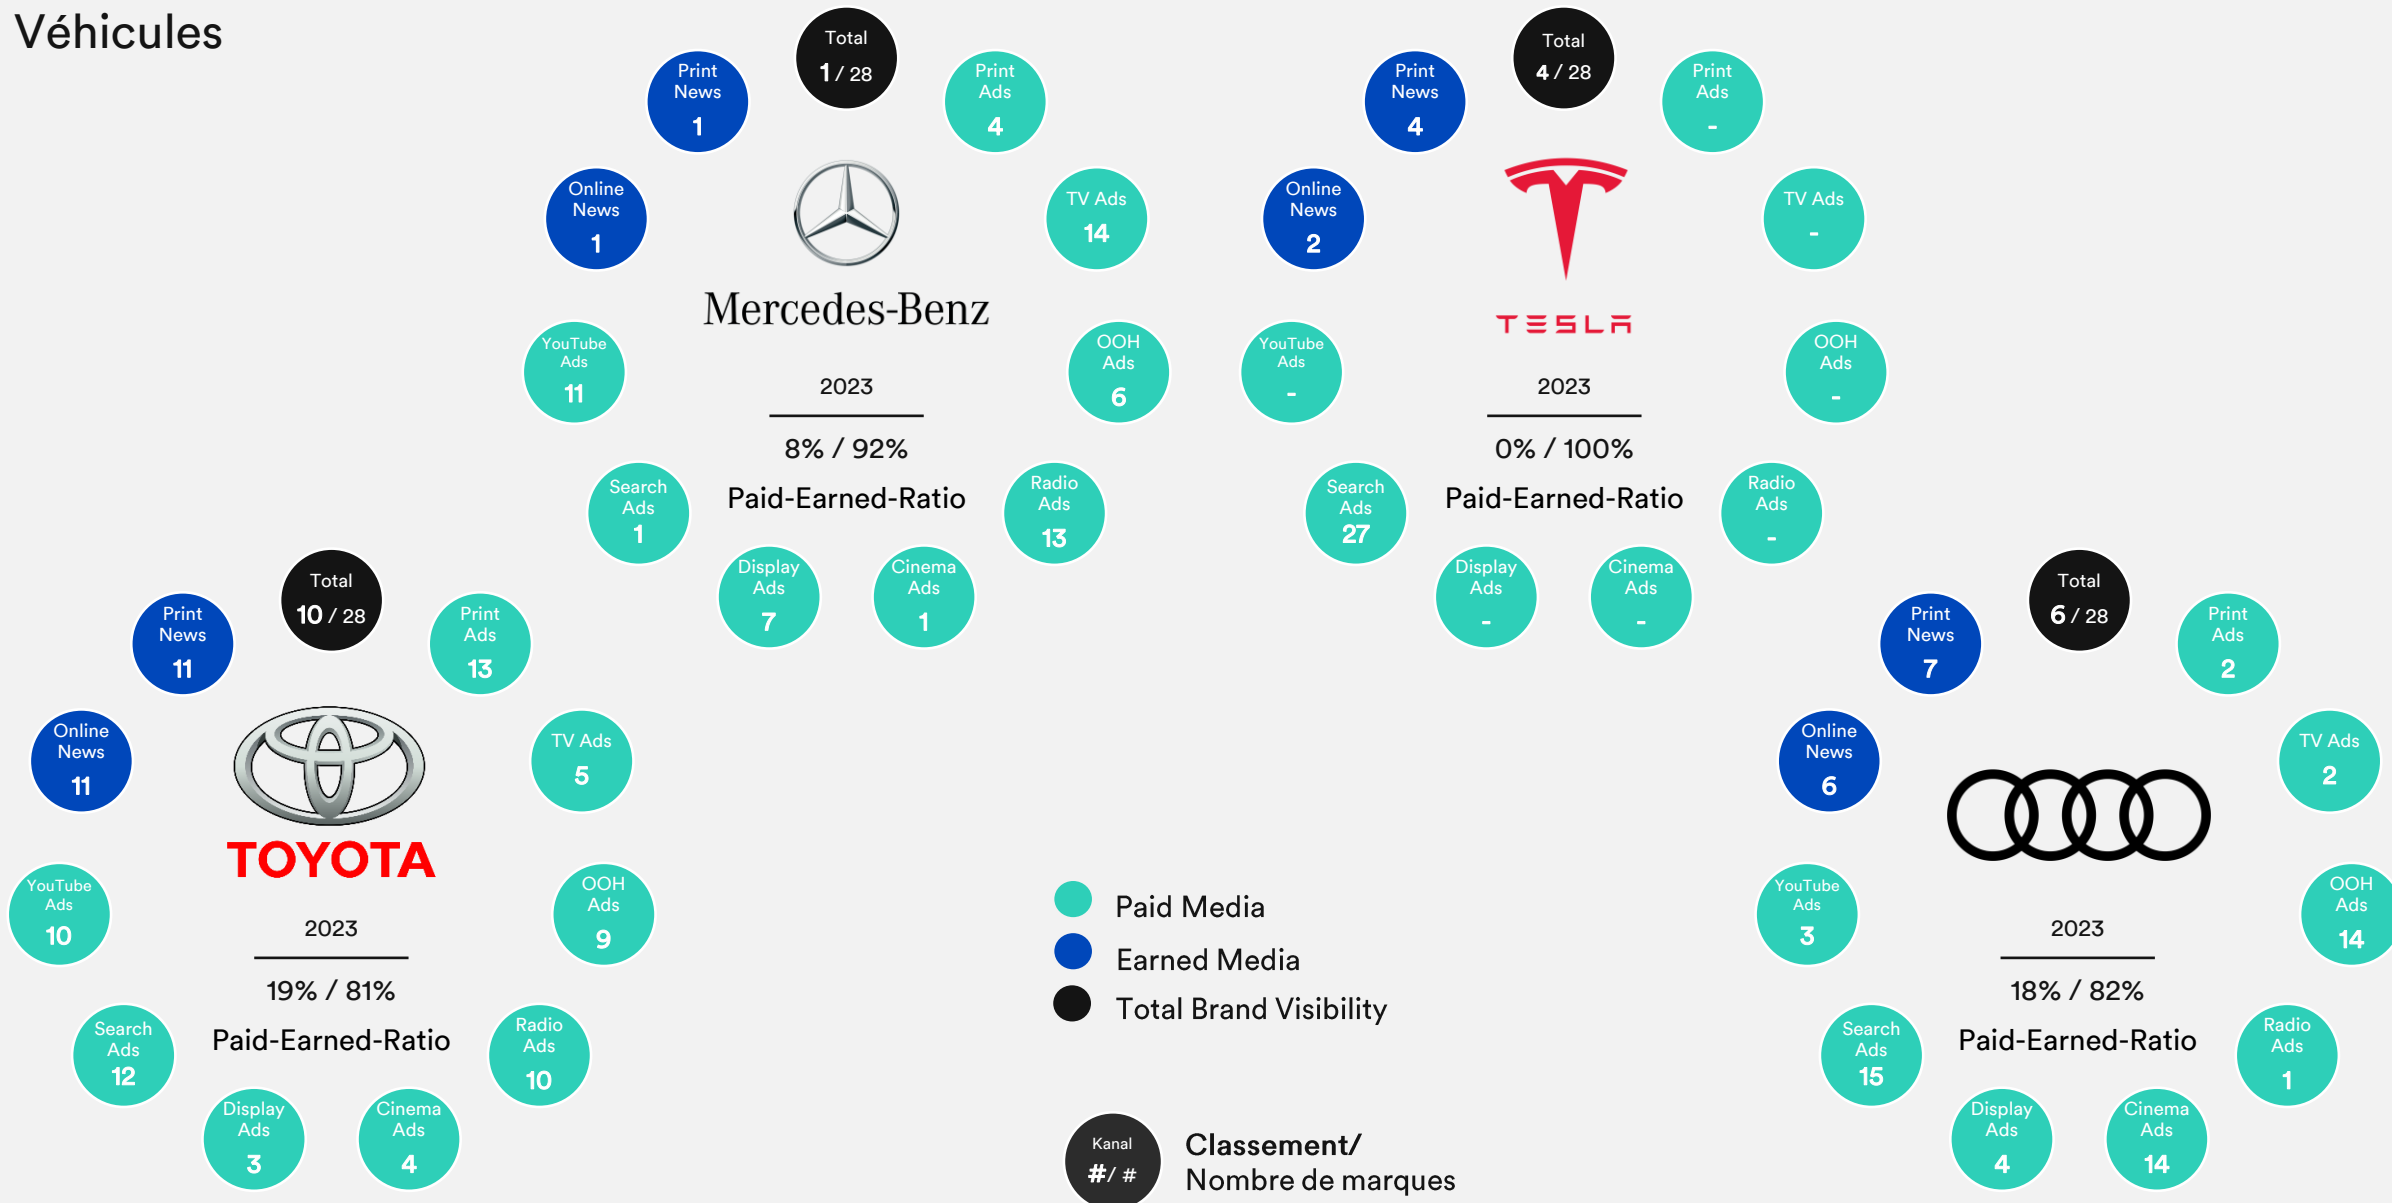 Véhicules
Total
1 / 28
Print
News
1
Print
Ads
4
Online
News
1
TV Ads
14
Mercedes-Benz
YouTube
Ads
11
OOH
Ads
6
2023
8% / 92%
Paid-Earned-Ratio
Search
Ads
1
Radio
Ads
13
Display
Ads
7
Cinema
Ads
1
Total
4 / 28
Print
News
4
Print
Ads
-
Online
News
2
TV Ads
-
TESLA
YouTube
Ads
-
OOH
Ads
-
2023
0% / 100%
Paid-Earned-Ratio
Search
Ads
27
Radio
Ads
-
Display
Ads
-
Cinema
Ads
-
Total
10 / 28
Print
News
11
Print
Ads
13
Online
News
11
TV Ads
5
TOYOTA
YouTube
Ads
10
OOH
Ads
9
2023
19% / 81%
Paid-Earned-Ratio
Search
Ads
12
Radio
Ads
10
Display
Ads
3
Cinema
Ads
4
Paid Media
Earned Media
Total Brand Visibility
Kanal
#/ #
Classement/
Nombre de marques
Total
6 / 28
Print
News
7
Print
Ads
2
Online
News
6
TV Ads
2
YouTube
Ads
3
OOH
Ads
14
2023
18% / 82%
Paid-Earned-Ratio
Search
Ads
15
Radio
Ads
1
Display
Ads
4
Cinema
Ads
14